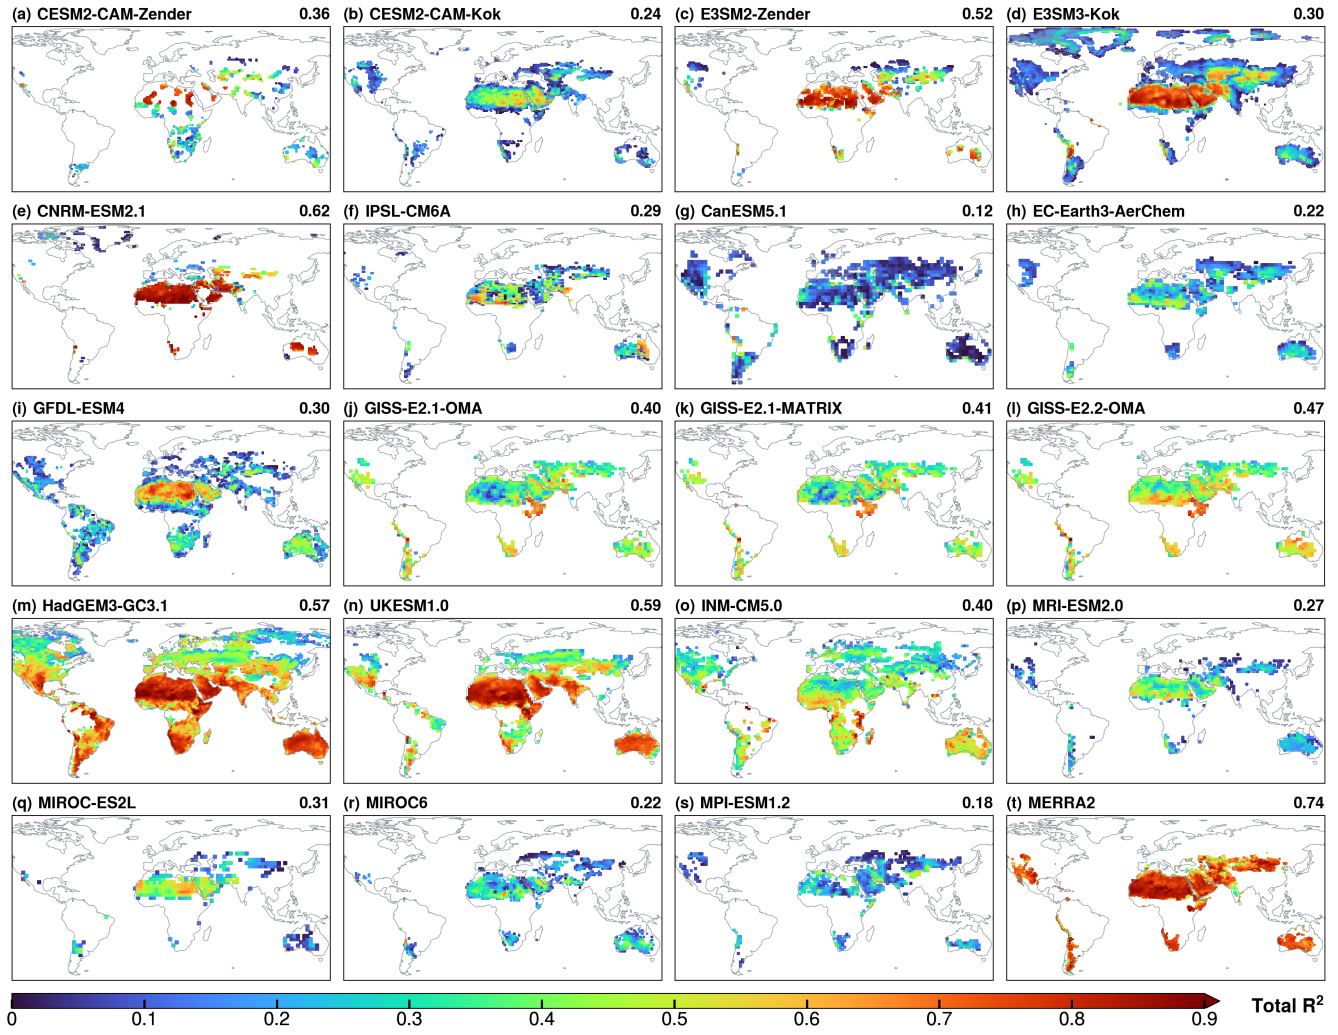 (a) CESM2-CAM-Zender 0.36
(b) CESM2-CAM-Kok 0.24
(c) E3SM2-Zender 0.52
(d) E3SM3-Kok 0.30
(e) CNRM-ESM2.1 0.62
(f) IPSL-CM6A 0.29
(g) CanESM5.1 0.12
(h) EC-Earth3-AerChem 0.22
(i) GFDL-ESM4 0.30
(j) GISS-E2.1-OMA 0.40
(k) GISS-E2.1-MATRIX 0.41
(l) GISS-E2.2-OMA 0.47
(m) HadGEM3-GC3.1 0.57
(n) UKESM1.0 0.59
(o) INM-CM5.0 0.40
(p) MRI-ESM2.0 0.27
(q) MIROC-ES2L 0.31
(r) MIROC6 0.22
(s) MPI-ESM1.2 0.18
(t) MERRA2 0.74
0 0.1 0.2 0.3 0.4 0.5 0.6 0.7 0.8 0.9 Total R²